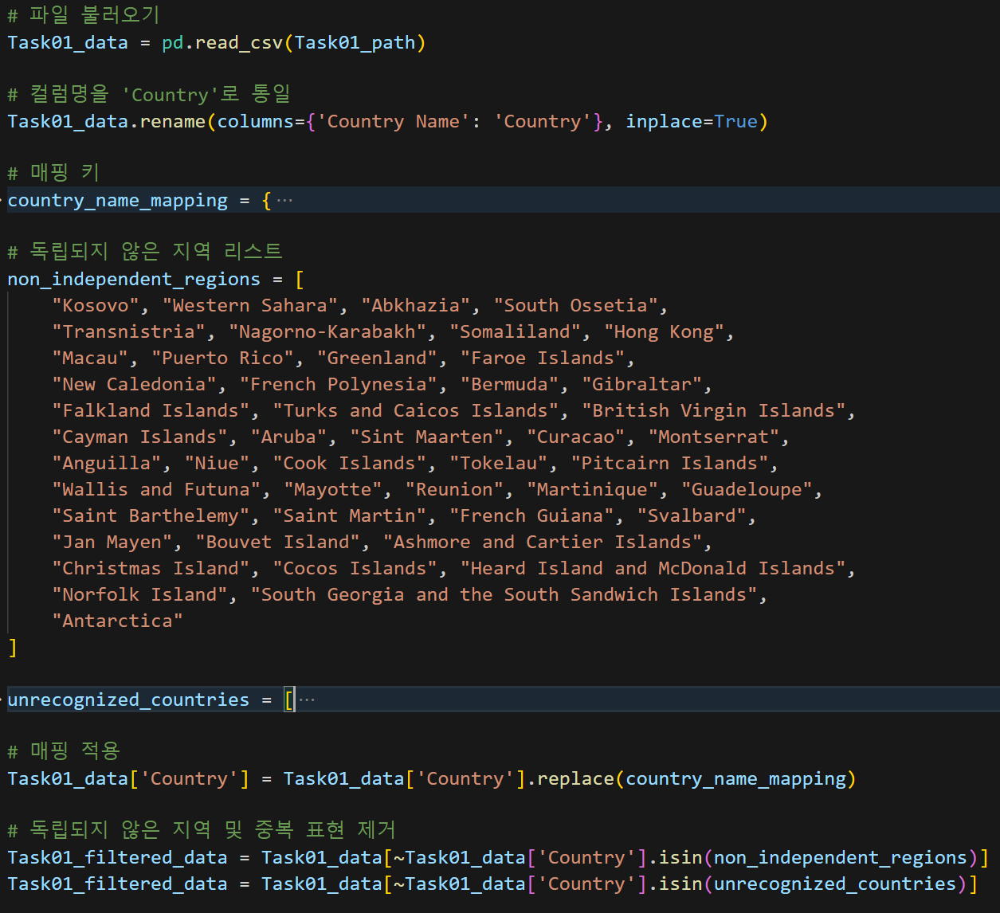 # 파일 불러오기
Task01_data = pd.read_csv(Task01_path)
# 컬럼명을 'Country'로 통일
Task01_data.rename(columns={'Country Name': 'Country'}, inplace=True)
# 매핑 키
country_name_mapping = {···
# 독립되지 않은 지역 리스트
non_independent_regions = [
    "Kosovo", "Western Sahara", "Abkhazia", "South Ossetia",
    "Transnistria", "Nagorno-Karabakh", "Somaliland", "Hong Kong",
    "Macau", "Puerto Rico", "Greenland", "Faroe Islands",
    "New Caledonia", "French Polynesia", "Bermuda", "Gibraltar",
    "Falkland Islands", "Turks and Caicos Islands", "British Virgin Islands",
    "Cayman Islands", "Aruba", "Sint Maarten", "Curacao", "Montserrat",
    "Anguilla", "Niue", "Cook Islands", "Tokelau", "Pitcairn Islands",
    "Wallis and Futuna", "Mayotte", "Reunion", "Martinique", "Guadeloupe",
    "Saint Barthelemy", "Saint Martin", "French Guiana", "Svalbard",
    "Jan Mayen", "Bouvet Island", "Ashmore and Cartier Islands",
    "Christmas Island", "Cocos Islands", "Heard Island and McDonald Islands",
    "Norfolk Island", "South Georgia and the South Sandwich Islands",
    "Antarctica"
]
unrecognized_countries = [···
# 매핑 적용
Task01_data['Country'] = Task01_data['Country'].replace(country_name_mapping)
# 독립되지 않은 지역 및 중복 표현 제거
Task01_filtered_data = Task01_data[~Task01_data['Country'].isin(non_independent_regions)]
Task01_filtered_data = Task01_data[~Task01_data['Country'].isin(unrecognized_countries)]